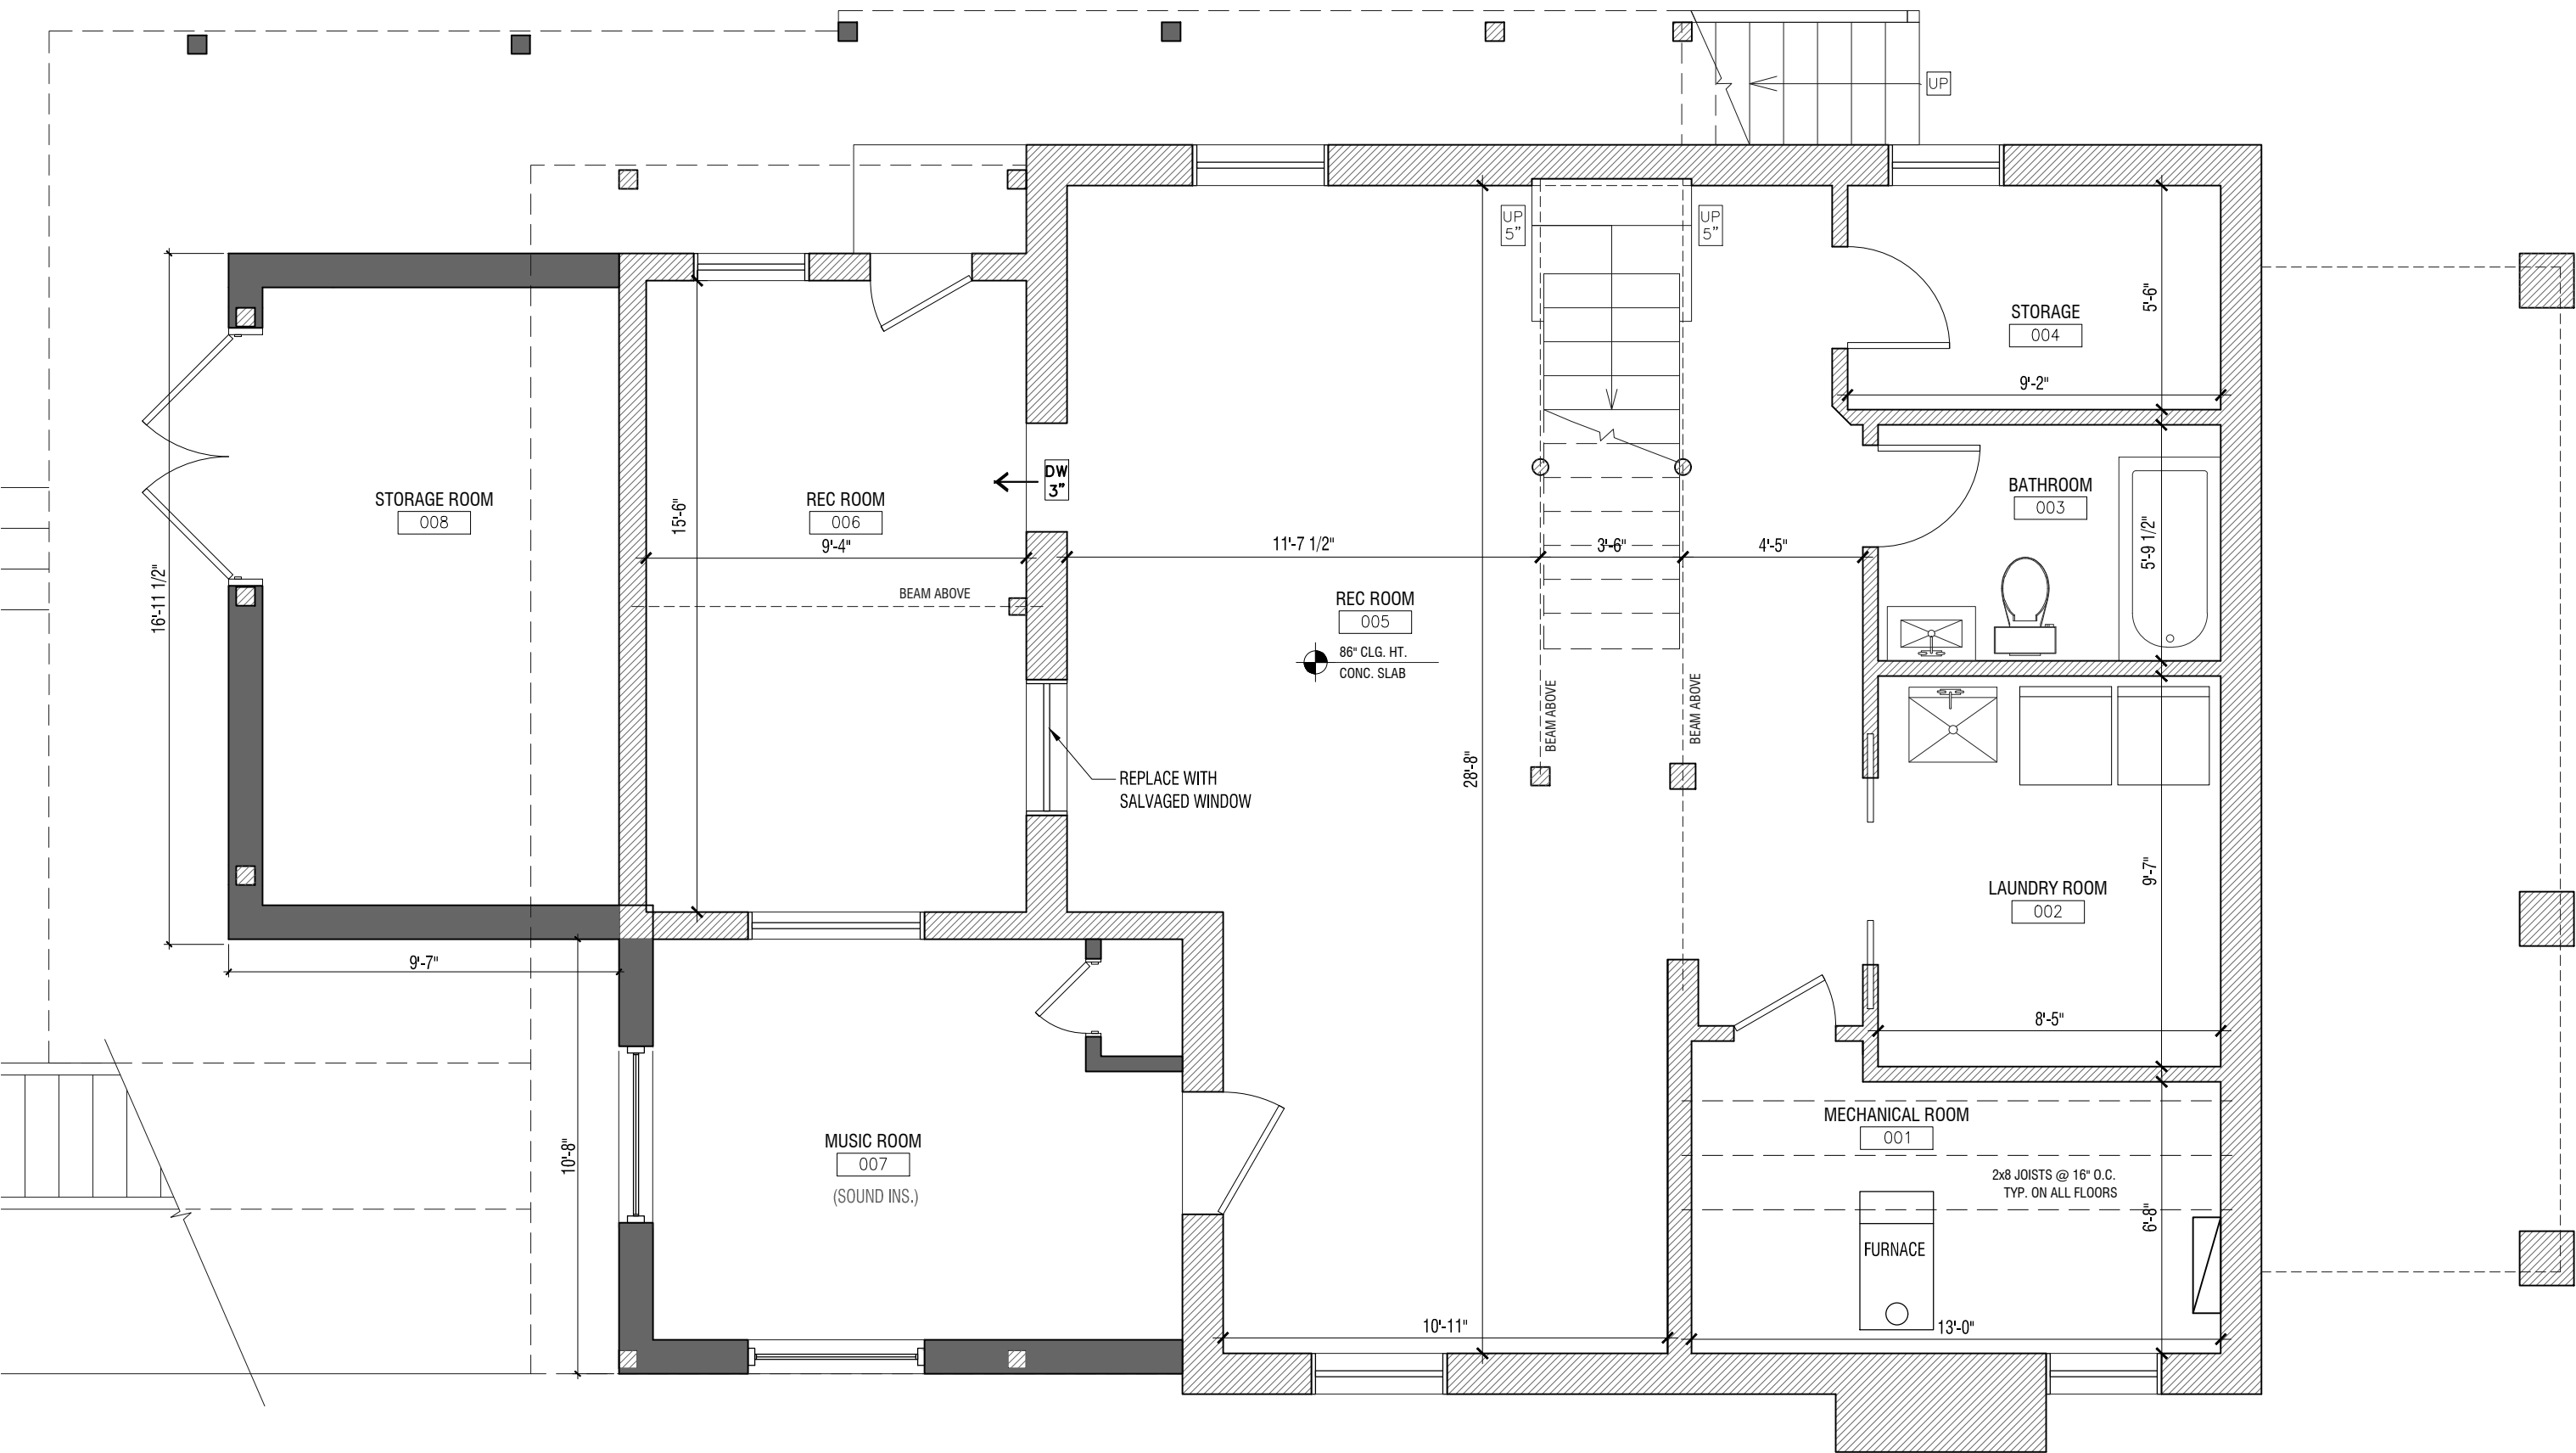 UP
UP
5"
UP
5"
STORAGE
004
5'-6"
9'-2"
DW
3"
STORAGE ROOM
008
REC ROOM
006
15'-6"
9'-4"
BATHROOM
003
5'-9 1/2"
11'-7 1/2"
3'-6"
4'-5"
16'-11 1/2"
BEAM ABOVE
REC ROOM
005
86" CLG. HT.
CONC. SLAB
BEAM ABOVE
BEAM ABOVE
28'-8"
REPLACE WITH
SALVAGED WINDOW
LAUNDRY ROOM
002
9'-7"
8'-5"
9'-7"
10'-8"
MUSIC ROOM
007
(SOUND INS.)
MECHANICAL ROOM
001
2x8 JOISTS @ 16" O.C.
TYP. ON ALL FLOORS
6'-8"
FURNACE
10'-11"
13'-0"